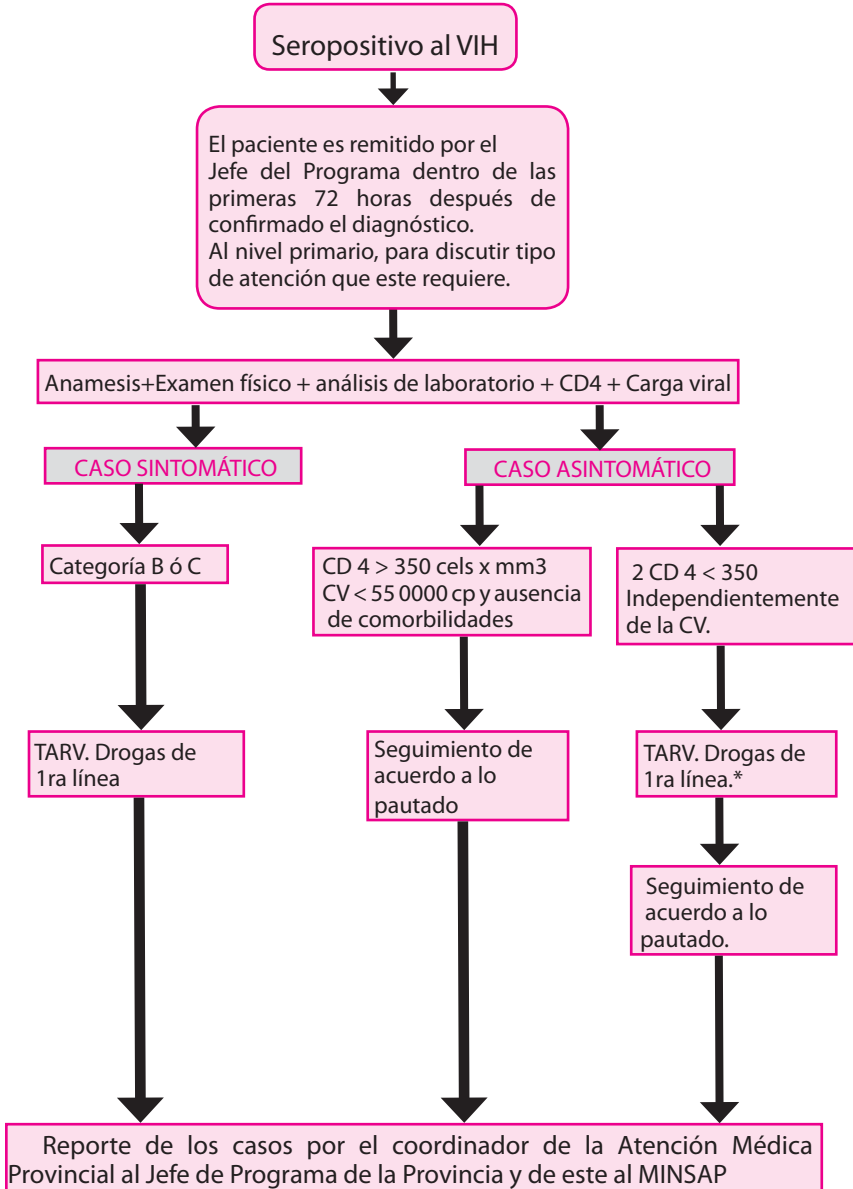 Seropositivo al VIH
El paciente es remitido por el
Jefe del Programa dentro de las
primeras 72 horas después de
confirmado el diagnóstico.
Al nivel primario, para discutir tipo
de atención que este requiere.
Anamesis+Examen físico + análisis de laboratorio + CD4 + Carga viral
CASO SINTOMÁTICO
CASO ASINTOMÁTICO
Categoría B ó C
CD 4 > 350 cels x mm3
CV < 55 0000 cp y ausencia
de comorbilidades
2 CD 4 < 350
Independientemente
de la CV.
TARV. Drogas de
1ra línea
Seguimiento de
acuerdo a lo
pautado
TARV. Drogas de
1ra línea.*
Seguimiento de
acuerdo a lo
pautado.
Reporte de los casos por el coordinador de la Atención Médica
Provincial al Jefe de Programa de la Provincia y de este al MINSAP